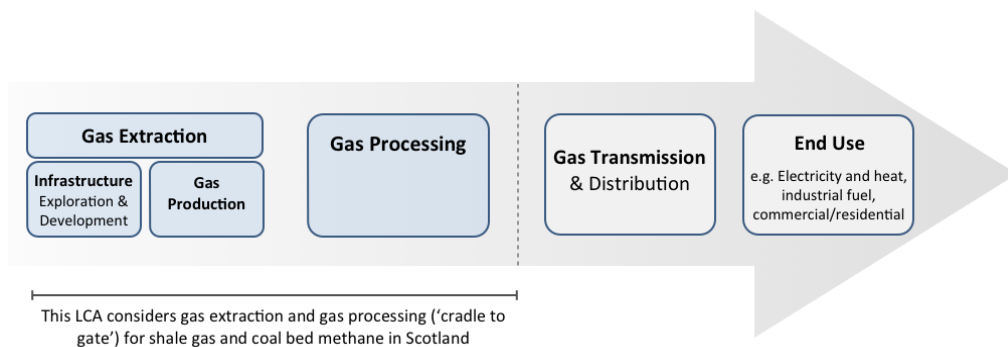 Gas Extraction
Infrastructure
Exploration &
Development
Gas
Production
Gas Processing
Gas Transmission
& Distribution
End Use
e.g. Electricity and heat,
industrial fuel,
commercial/residential
This LCA considers gas extraction and gas processing (‘cradle to
gate’) for shale gas and coal bed methane in Scotland